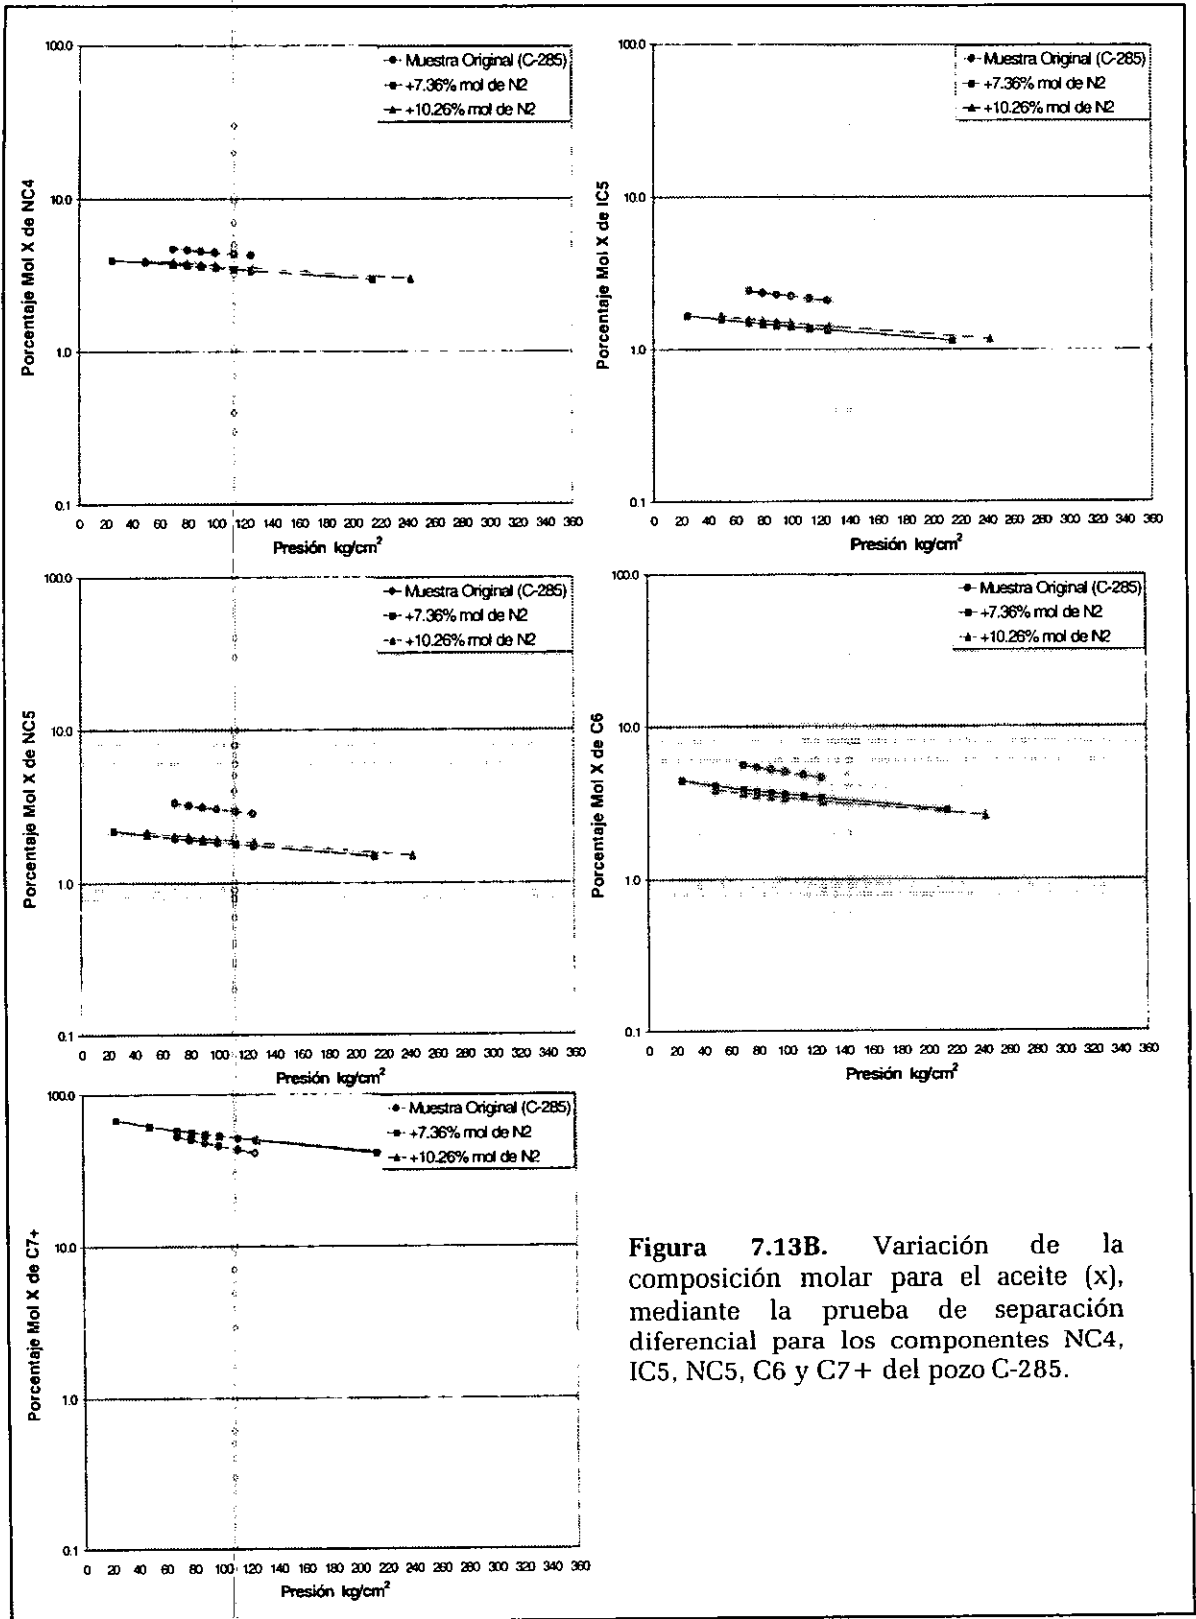 100.0
10.0
1.0
0.1
Porcentaje Mol X de NC4
Muestra Original (C-285)
+7.36% mol de N2
+10.26% mol de N2
0 20 40 60 80 100 120 140 160 180 200 220 240 260 280 300 320 340 360
Presión kg/cm²
100.0
10.0
1.0
0.1
Porcentaje Mol X de IC5
Muestra Original (C-285)
+7.36% mol de N2
+10.26% mol de N2
0 20 40 60 80 100 120 140 160 180 200 220 240 260 280 300 320 340 360
Presión kg/cm²
100.0
10.0
1.0
0.1
Porcentaje Mol X de NC5
Muestra Original (C-285)
+7.36% mol de N2
+10.26% mol de N2
0 20 40 60 80 100 120 140 160 180 200 220 240 260 280 300 320 340 360
Presión kg/cm²
100.0
10.0
1.0
0.1
Porcentaje Mol X de C6
Muestra Original (C-285)
+7.36% mol de N2
+10.26% mol de N2
0 20 40 60 80 100 120 140 160 180 200 220 240 260 280 300 320 340 360
Presión kg/cm²
100.0
10.0
1.0
0.1
Porcentaje Mol X de C7+
Muestra Original (C-285)
+7.36% mol de N2
+10.26% mol de N2
0 20 40 60 80 100 120 140 160 180 200 220 240 260 280 300 320 340 360
Presión kg/cm²
Figura 7.13B. Variación de la
composición molar para el aceite (x),
mediante la prueba de separación
diferencial para los componentes NC4,
IC5, NC5, C6 y C7+ del pozo C-285.